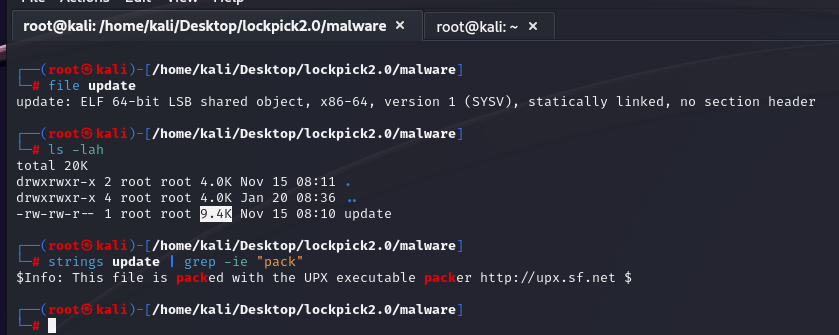 root@kali: /home/kali/Desktop/lockpick2.0/malware × root@kali: ~ ×
┌──(root㉿kali)-[/home/kali/Desktop/lockpick2.0/malware]
└─# file update
update: ELF 64-bit LSB shared object, x86-64, version 1 (SYSV), statically linked, no section header
┌──(root㉿kali)-[/home/kali/Desktop/lockpick2.0/malware]
└─# ls -lah
total 20K
drwxrwxr-x 2 root root 4.0K Nov 15 08:11 .
drwxrwxr-x 4 root root 4.0K Jan 20 08:36 ..
-rw-rw-r-- 1 root root 9.4K Nov 15 08:10 update
┌──(root㉿kali)-[/home/kali/Desktop/lockpick2.0/malware]
└─# strings update | grep -ie "pack"
$Info: This file is packed with the UPX executable packer http://upx.sf.net $
┌──(root㉿kali)-[/home/kali/Desktop/lockpick2.0/malware]
└─#